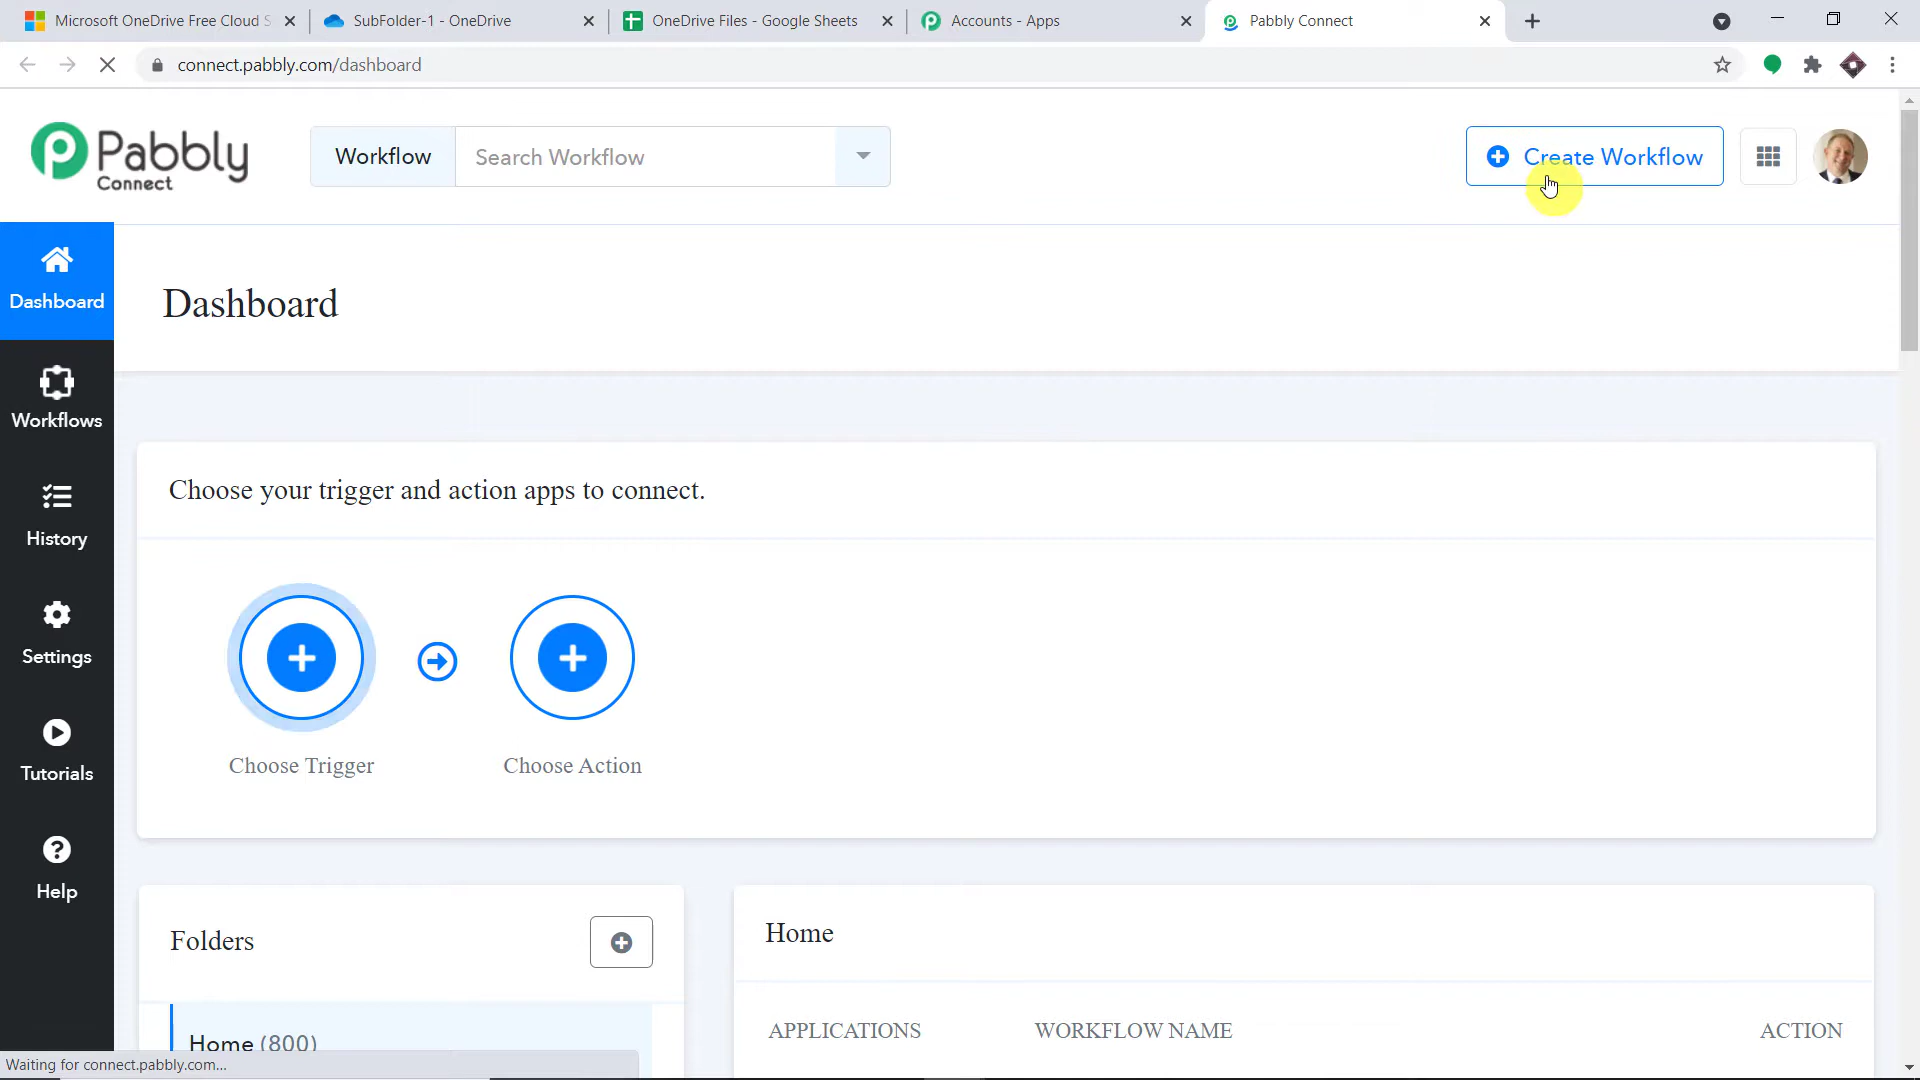 Microsoft OneDrive Free Cloud S
SubFolder-1 - OneDrive
OneDrive Files - Google Sheets
Accounts - Apps
Pabbly Connect
connect.pabbly.com/dashboard
Pabbly
Connect
Workflow
Search Workflow
Create Workflow
Dashboard
Workflows
History
Settings
Tutorials
Help
Dashboard
Choose your trigger and action apps to connect.
Choose Trigger
Choose Action
Folders
Home (800)
Home
APPLICATIONS
WORKFLOW NAME
ACTION
Waiting for connect.pabbly.com...